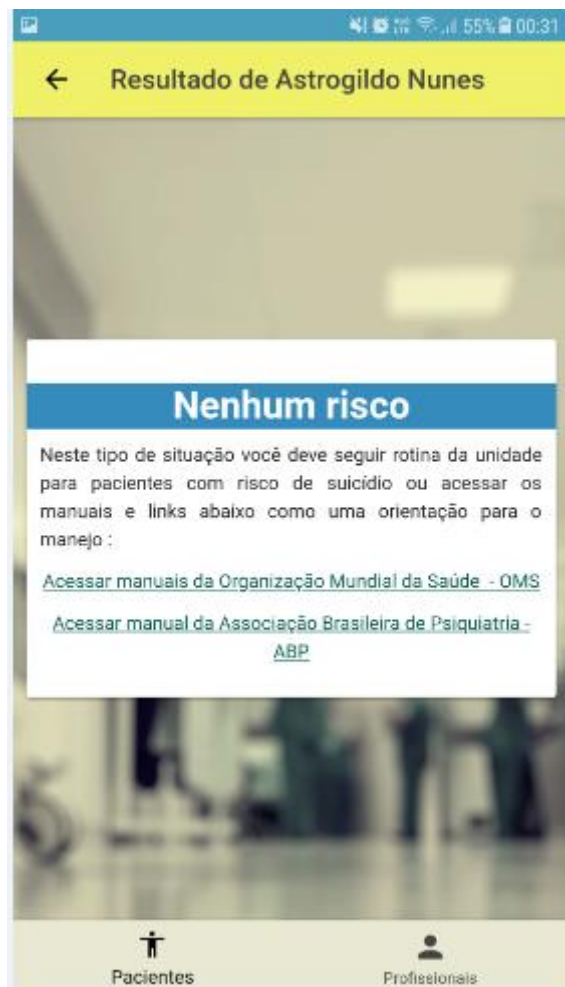 55% 00:31
Resultado de Astrogildo Nunes
Nenhum risco
Neste tipo de situação você deve seguir rotina da unidade
para pacientes com risco de suicídio ou acessar os
manuais e links abaixo como uma orientação para o
manejo :
Acessar manuais da Organização Mundial da Saúde - OMS
Acessar manual da Associação Brasileira de Psiquiatria -
ABP
Pacientes
Profissionais